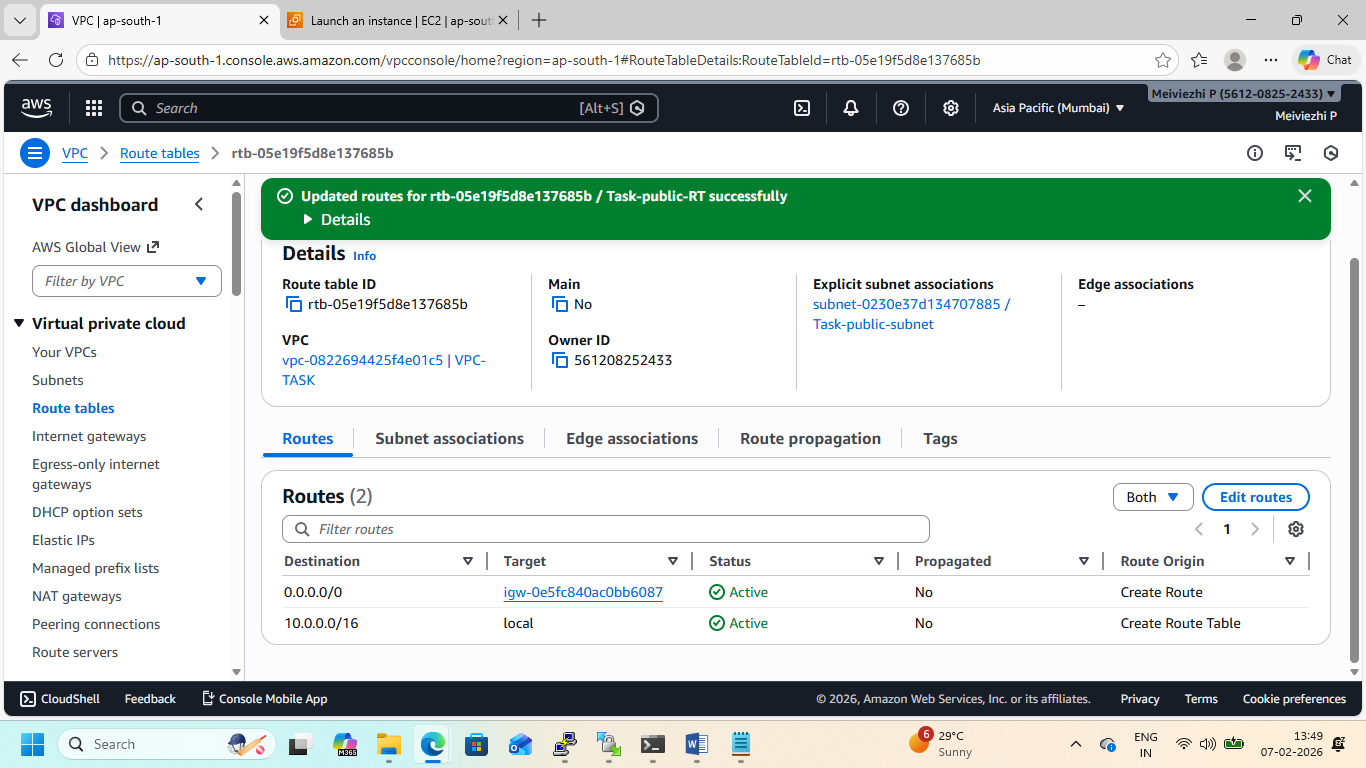 VPC | ap-south-1
Launch an instance | EC2 | ap-sout
https://ap-south-1.console.aws.amazon.com/vpcconsole/home?region=ap-south-1#RouteTableDetails:RouteTableId=rtb-05e19f5d8e137685b
Chat
aws
Search
[Alt+S]
Asia Pacific (Mumbai)
Meiviezhi P (5612-0825-2433)
Meiviezhi P
VPC
Route tables
rtb-05e19f5d8e137685b
VPC dashboard
AWS Global View
Filter by VPC
Virtual private cloud
Your VPCs
Subnets
Route tables
Internet gateways
Egress-only internet
gateways
DHCP option sets
Elastic IPs
Managed prefix lists
NAT gateways
Peering connections
Route servers
Updated routes for rtb-05e19f5d8e137685b / Task-public-RT successfully
Details
Details Info
Route table ID
rtb-05e19f5d8e137685b
VPC
vpc-0822694425f4e01c5 | VPC-
TASK
Main
No
Owner ID
561208252433
Explicit subnet associations
subnet-0230e37d134707885 /
Task-public-subnet
Edge associations
–
Routes
Subnet associations
Edge associations
Route propagation
Tags
Routes (2)
Both
Edit routes
Filter routes
1
Destination Target Status Propagated Route Origin
0.0.0.0/0 igw-0e5fc840ac0bb6087 Active No Create Route
10.0.0.0/16 local Active No Create Route Table
CloudShell
Feedback
Console Mobile App
© 2026, Amazon Web Services, Inc. or its affiliates.
Privacy
Terms
Cookie preferences
Search
M365
6
29°C
Sunny
ENG
IN
13:49
07-02-2026